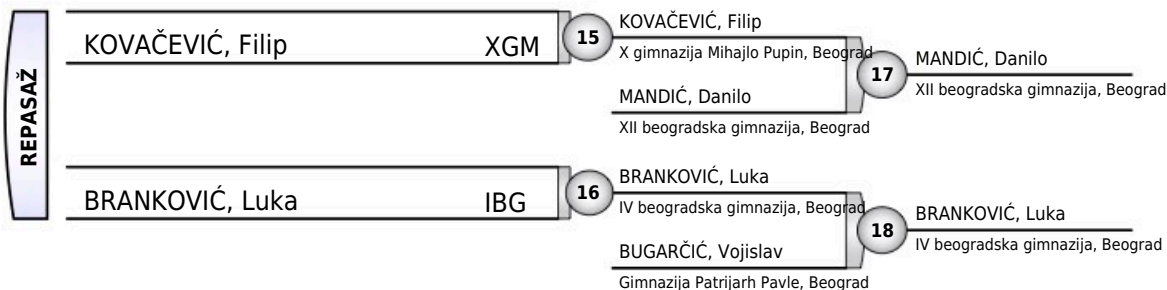 REPASAŽ
KOVAČEVIĆ, Filip XGM
15
KOVAČEVIĆ, Filip
X gimnazija Mihajlo Pupin, Beograd
MANDIĆ, Danilo
XII beogradska gimnazija, Beograd
17
MANDIĆ, Danilo
XII beogradska gimnazija, Beograd
BRANKOVIĆ, Luka IBG
16
BRANKOVIĆ, Luka
IV beogradska gimnazija, Beograd
BUGARČIĆ, Vojislav
Gimnazija Patrijarh Pavle, Beograd
18
BRANKOVIĆ, Luka
IV beogradska gimnazija, Beograd